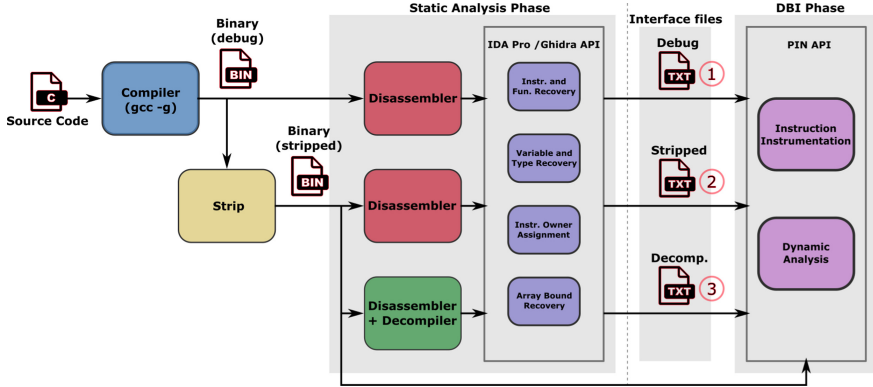 Static Analysis Phase
Interface files
DBI Phase
Binary
(debug)
BIN
IDA Pro /Ghidra API
Debug
TXT
1
PIN API
C
Source Code
Compiler
(gcc -g)
Disassembler
Instr. and
Fun. Recovery
Instruction
Instrumentation
Binary
(stripped)
BIN
Variable and
Type Recovery
Stripped
TXT
2
Strip
Disassembler
Instr. Owner
Assignment
Dynamic
Analysis
Decomp.
TXT
3
Disassembler
+ Decompiler
Array Bound
Recovery